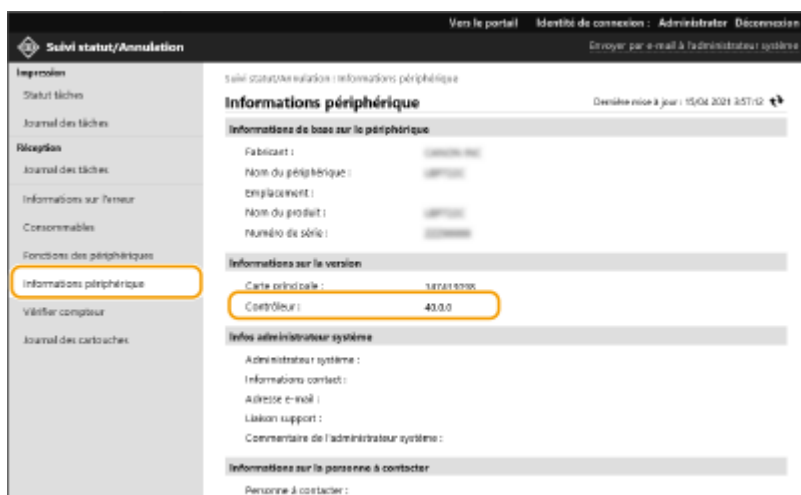 Vers le portail Identité de connexion : Administrator Déconnexion
Suivi statut/Annulation Envoyer par e-mail à l'administrateur système
Impression
Statut tâches
Journal des tâches
Réception
Journal des tâches
Informations sur l'erreur
Consommables
Fonctions des périphériques
Informations périphérique
Vérifier compteur
Journal des cartouches
Suivi statut/Annulation : Informations périphérique
Informations périphérique Dernière mise à jour : 15/04 2021 3:57:12
Informations de base sur le périphérique
Fabricant :
Nom du périphérique :
Emplacement :
Nom du produit :
Numéro de série :
Informations sur la version
Carte principale :
Contrôleur : 40.0.0
Infos administrateur système
Administrateur système :
Informations contact :
Adresse e-mail :
Liaison support :
Commentaire de l'administrateur système :
Informations sur la personne à contacter
Personne à contacter :